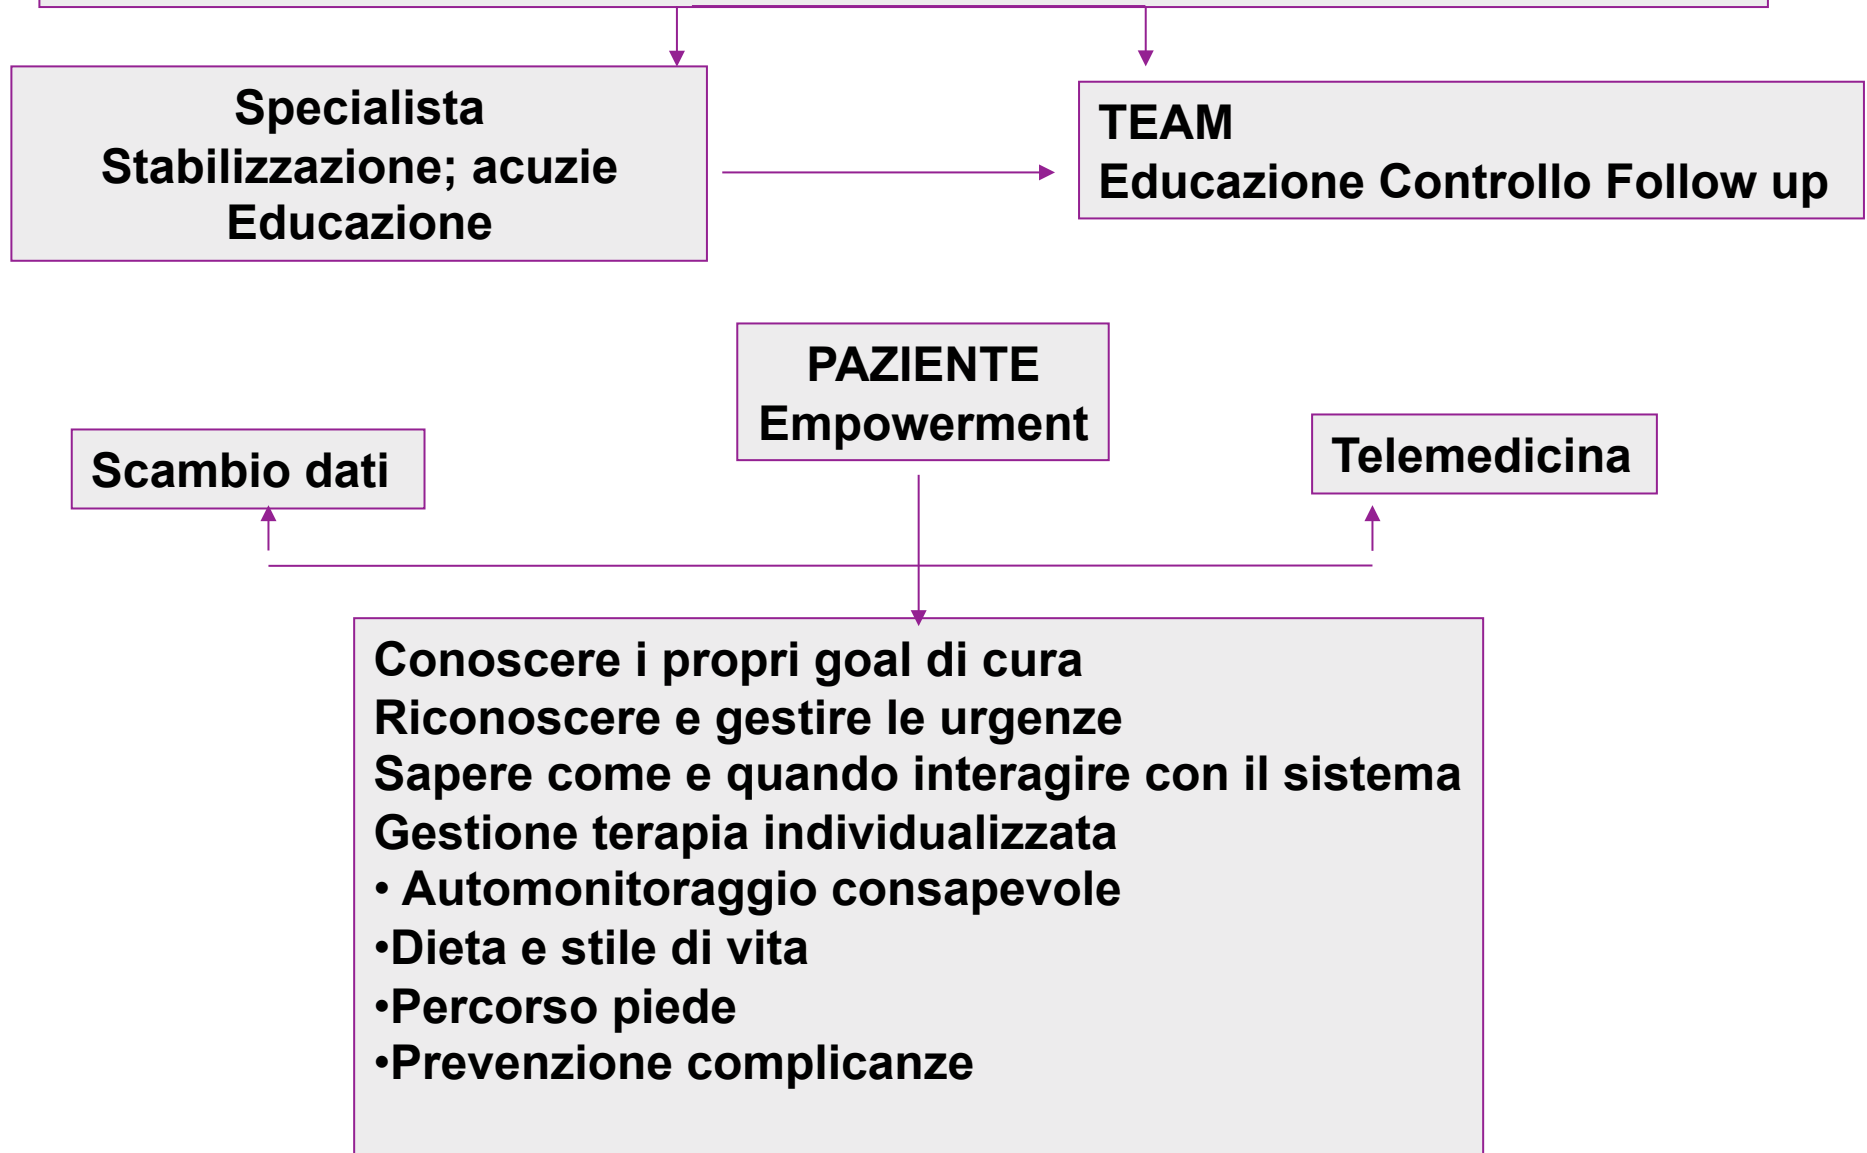 Specialista
Stabilizzazione; acuzie
Educazione
TEAM
Educazione Controllo Follow up
PAZIENTE
Empowerment
Scambio dati
Telemedicina
Conoscere i propri goal di cura
Riconoscere e gestire le urgenze
Sapere come e quando interagire con il sistema
Gestione terapia individualizzata
• Automonitoraggio consapevole
•Dieta e stile di vita
•Percorso piede
•Prevenzione complicanze